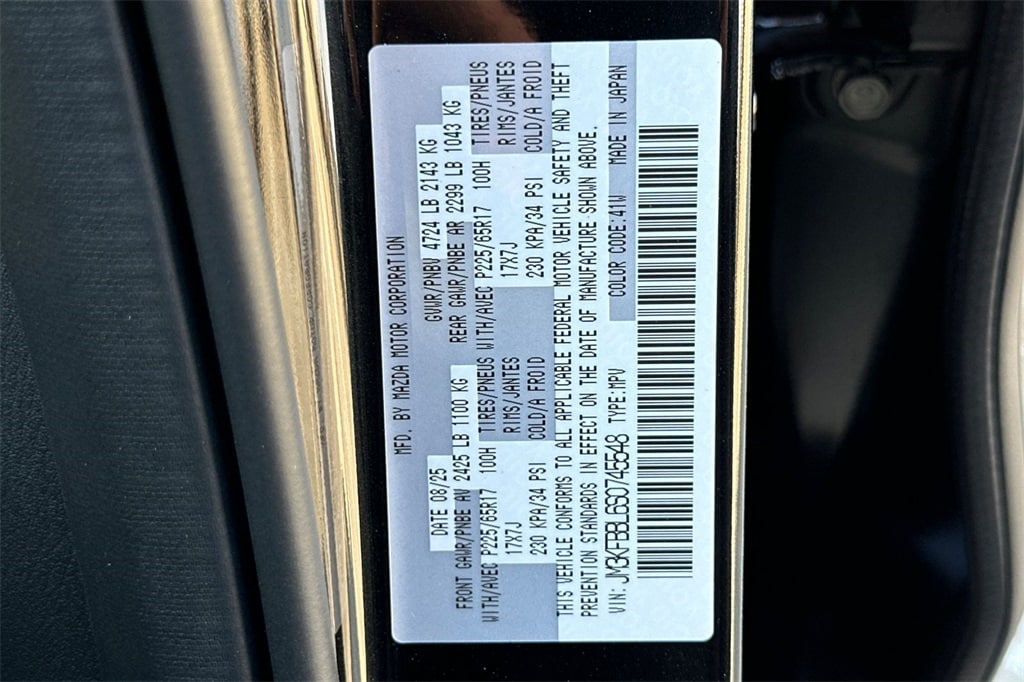 MFD. BY MAZDA MOTOR CORPORATION
DATE 08/25 GVWR/PNBV 4724 LB 2143 KG
FRONT GAWR/PNBE AV 2425 LB 1100 KG REAR GAWR/PNBE AR 2299 LB 1043 KG
WITH/AVEC P225/65R17 100H TIRES/PNEUS WITH/AVEC P225/65R17 100H TIRES/PNEUS
17X7J RIMS/JANTES 17X7J RIMS/JANTES
230 KPA/34 PSI COLD/A FROID 230 KPA/34 PSI COLD/A FROID
THIS VEHICLE CONFORMS TO ALL APPLICABLE FEDERAL MOTOR VEHICLE SAFETY AND THEFT
PREVENTION STANDARDS IN EFFECT ON THE DATE OF MANUFACTURE SHOWN ABOVE.
VIN: JM3KFBBL6S0745548 TYPE:MPV COLOR CODE:41W MADE IN JAPAN